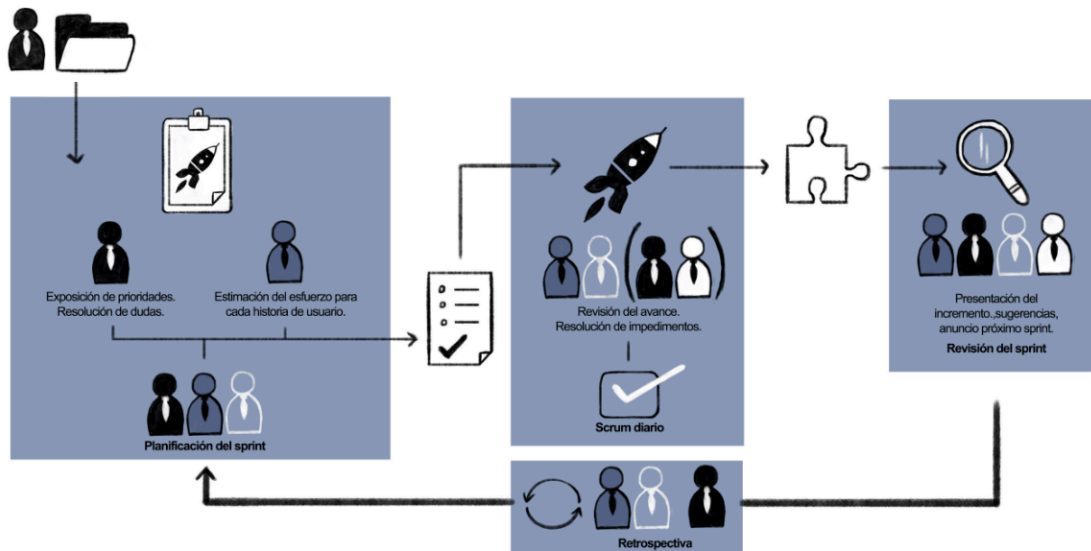 Exposición de prioridades.
Resolución de dudas.
Estimación del esfuerzo para
cada historia de usuario.
Planificación del sprint
Revisión del avance.
Resolución de impedimentos.
Scrum diario
Presentación del
incremento.,sugerencias,
anuncio próximo sprint.
Revisión del sprint
Retrospectiva